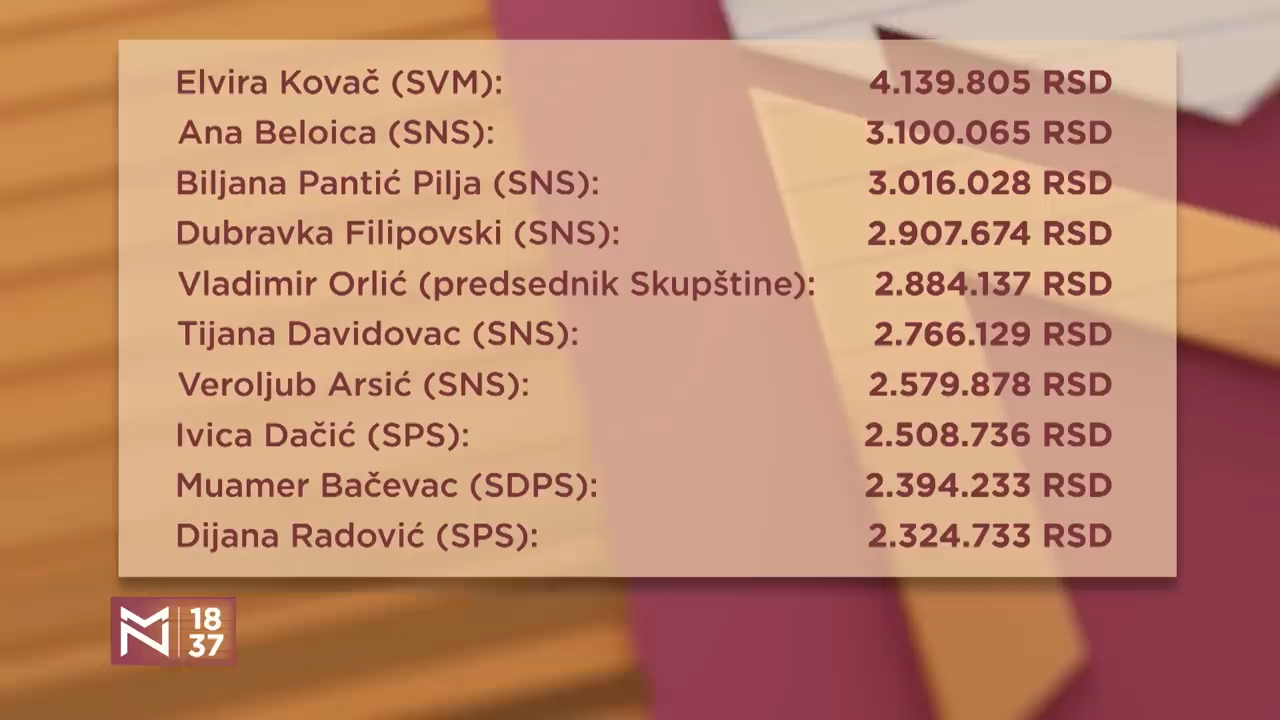 Elvira Kovač (SVM): 4.139.805 RSD
Ana Beloica (SNS): 3.100.065 RSD
Biljana Pantić Pilja (SNS): 3.016.028 RSD
Dubravka Filipovski (SNS): 2.907.674 RSD
Vladimir Orlić (predsednik Skupštine): 2.884.137 RSD
Tijana Davidovac (SNS): 2.766.129 RSD
Veroljub Arsić (SNS): 2.579.878 RSD
Ivica Dačić (SPS): 2.508.736 RSD
Muamer Bačevac (SDPS): 2.394.233 RSD
Dijana Radović (SPS): 2.324.733 RSD
18
37